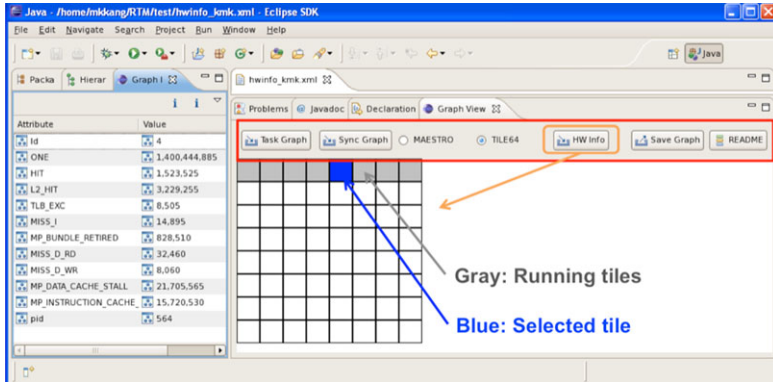 Java - /home/mkkang/RTM/test/hwinfo_kmk.xml - Eclipse SDK
File Edit Navigate Search Project Run Window Help
Java
Packa Hierar Graph I
hwinfo_kmk.xml
Problems Javadoc Declaration Graph View
Task Graph Sync Graph MAESTRO TILE64 HW Info Save Graph README
Attribute Value
Id 4
ONE 1,400,444,885
HIT 1,523,525
L2_HIT 3,229,255
TLB_EXC 8,505
MISS_I 14,895
MP_BUNDLE_RETIRED 828,510
MISS_D_RD 32,460
MISS_D_WR 8,060
MP_DATA_CACHE_STALL 21,705,565
MP_INSTRUCTION_CACHE_ 15,720,530
pid 564
Gray: Running tiles
Blue: Selected tile